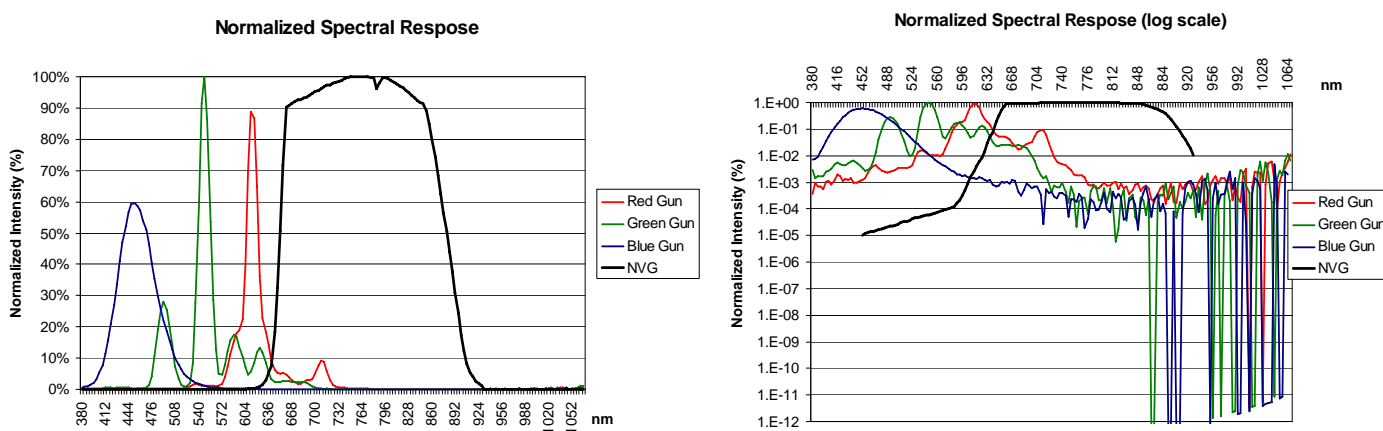 Normalized Spectral Respose
Normalized Intensity (%)
100%
90%
80%
70%
60%
50%
40%
30%
20%
10%
0%
380 412 444 476 508 540 572 604 636 668 700 732 764 796 828 860 892 924 956 988 1020 1052
nm
Red Gun
Green Gun
Blue Gun
NVG
Normalized Spectral Respose (log scale)
380 416 452 488 524 560 596 632 668 704 740 776 812 848 884 920 956 992 1028 1064
nm
Normalized Intensity (%)
1.E+00
1.E-01
1.E-02
1.E-03
1.E-04
1.E-05
1.E-06
1.E-07
1.E-08
1.E-09
1.E-10
1.E-11
1.E-12
Red Gun
Green Gun
Blue Gun
NVG